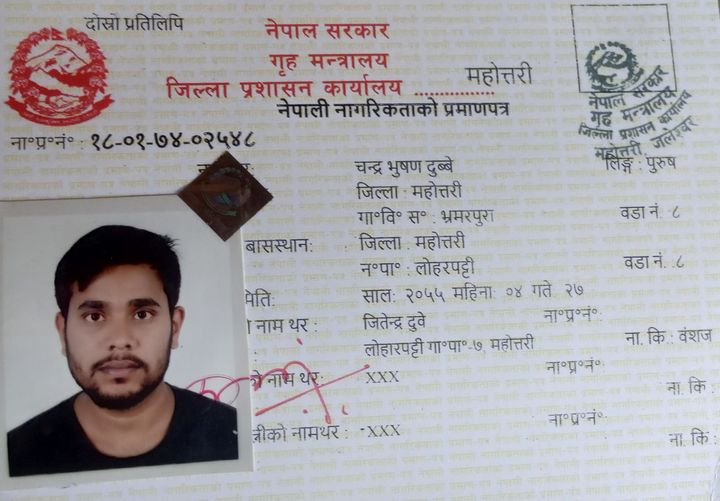 दोस्रो प्रतिलिपि
नेपाल सरकार
गृह मन्त्रालय
जिल्ला प्रशासन कार्यालय ............... महोत्तरी
नेपाली नागरिकताको प्रमाणपत्र
नेपाल सरकार
गृह मन्त्रालय
जिल्ला प्रशासन कार्यालय
महोत्तरी जलेश्वर
ना॰प्र॰नं॰ : १८-०१-७४-०२५४८
चन्द्र भुषण दुब्बे लिङ्ग : पुरुष
जिल्ला : महोत्तरी
गा॰वि॰ स॰ : भ्रमरपुरा वडा नं. ८
बासस्थान: जिल्ला : महोत्तरी
न॰पा॰ : लोहरपट्टी वडा नं. ८
मिति: साल: २०५५ महिना: ०४ गते २७
नाम थर : जितेन्द्र दुवे ना॰प्र॰नं॰:
: लोहारपट्टी गा॰पा॰-७, महोत्तरी ना. कि : वंशज
नाम थर: XXX ना॰प्र॰नं॰:
ना. कि :
त्रीको नामथर : -XXX ना॰प्र॰नं॰:
ना. कि: